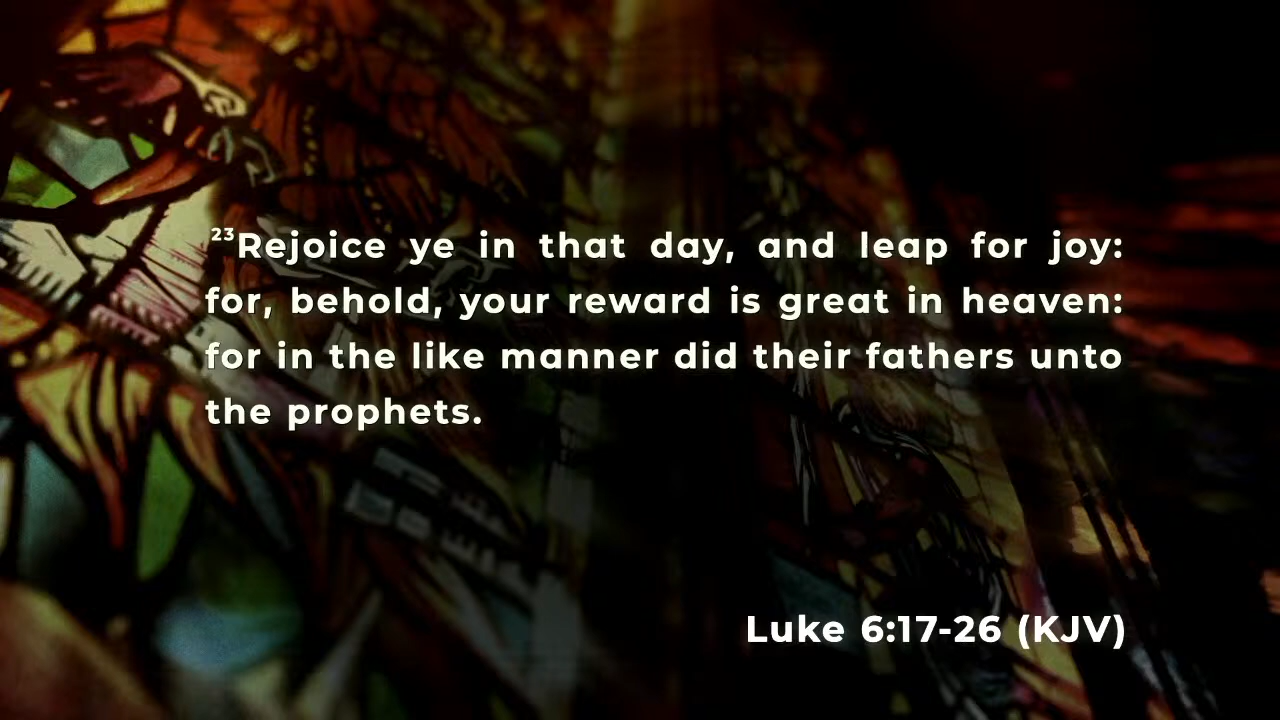 ²³Rejoice ye in that day, and leap for joy:
for, behold, your reward is great in heaven:
for in the like manner did their fathers unto
the prophets.
Luke 6:17-26 (KJV)